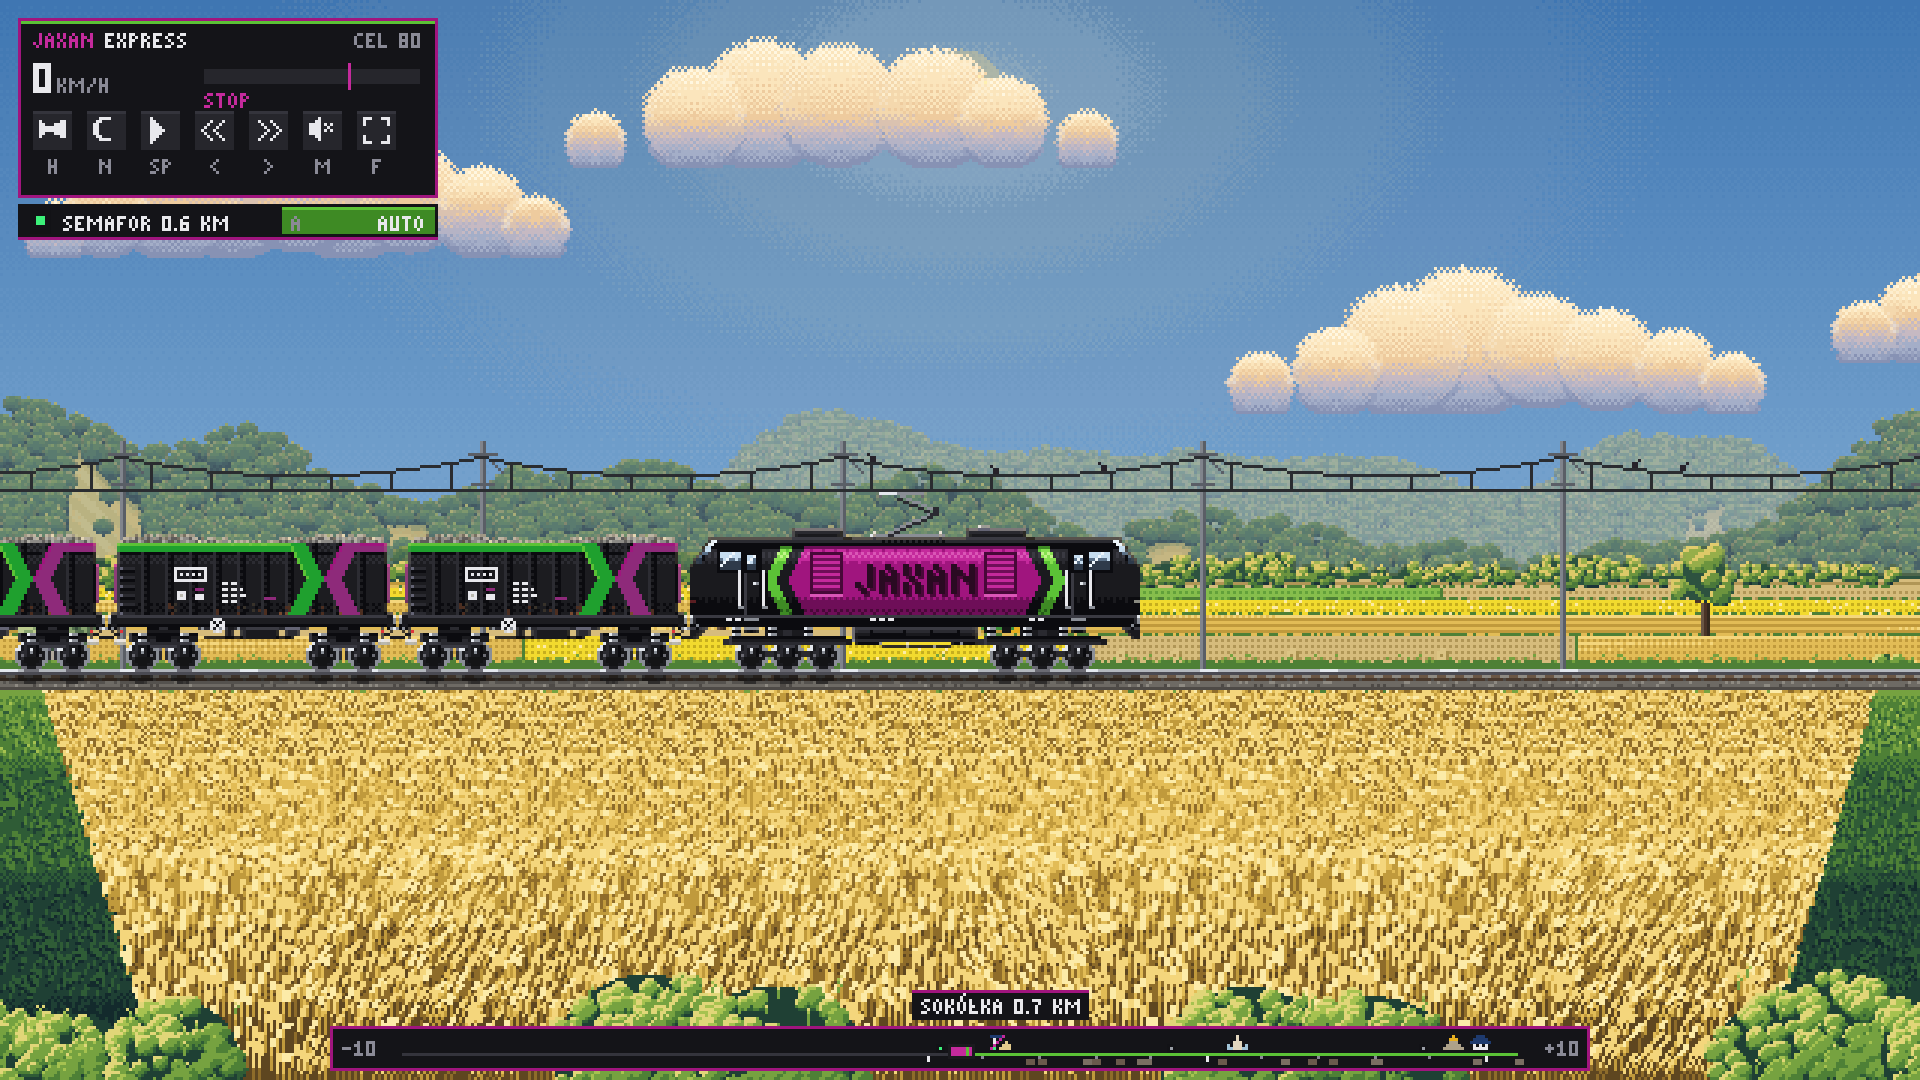 JAXAN EXPRESS CEL 80
0 KM/H
STOP
H N SP < > M F
SEMAFOR 0.6 KM A AUTO
JAXAN
SOKÓŁKA 0.7 KM
-10 +10